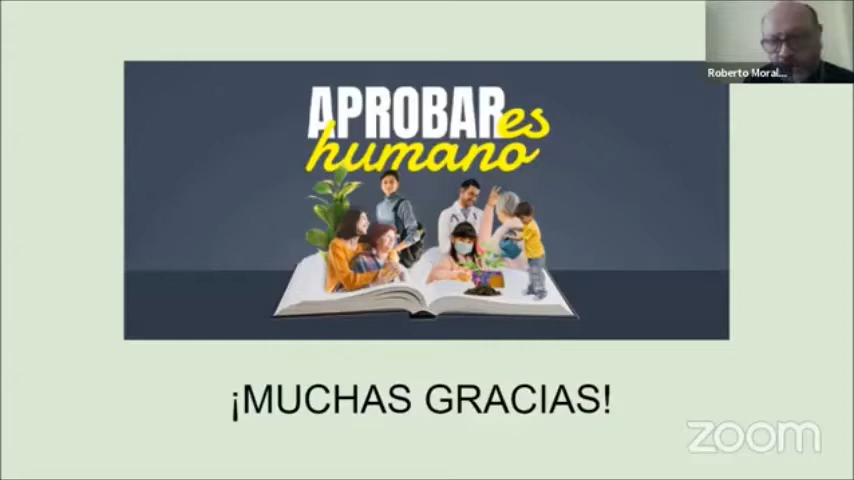 Roberto Moral...
APROBAR es
humano
¡MUCHAS GRACIAS!
zoom